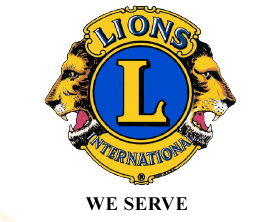 LIONS
L
INTERNATIONAL
®
WE SERVE